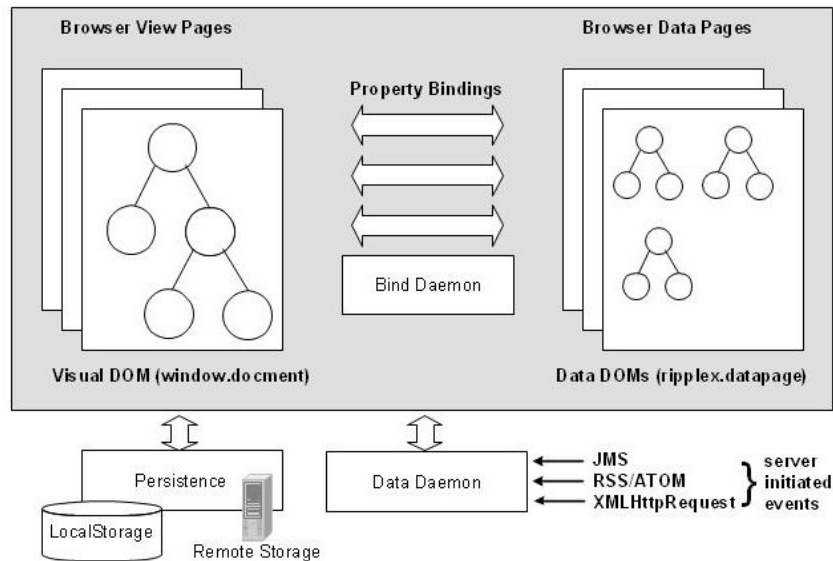 Browser View Pages
Browser Data Pages
Property Bindings
Bind Daemon
Visual DOM (window.docment)
Data DOMs (ripplex.datapage)
Persistence
LocalStorage
Remote Storage
Data Daemon
JMS
RSS/ATOM
XMLHttpRequest
server
initiated
events